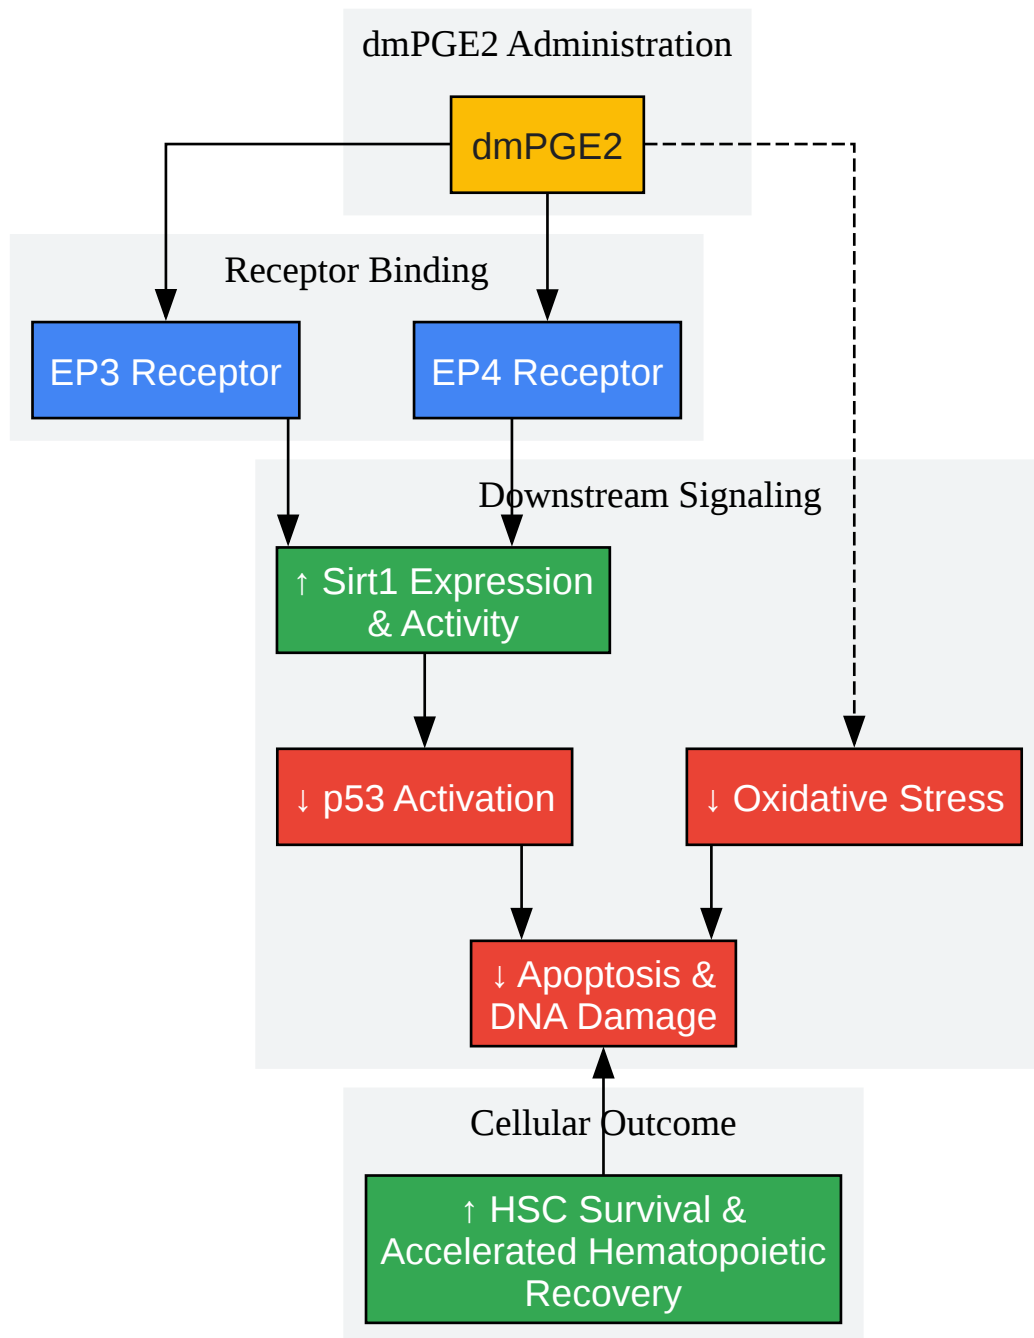 dmPGE2 Administration
dmPGE2
Receptor Binding
EP3 Receptor
EP4 Receptor
Downstream Signaling
↑ Sirt1 Expression
& Activity
↓ p53 Activation
↓ Oxidative Stress
↓ Apoptosis &
DNA Damage
Cellular Outcome
↑ HSC Survival &
Accelerated Hematopoietic
Recovery